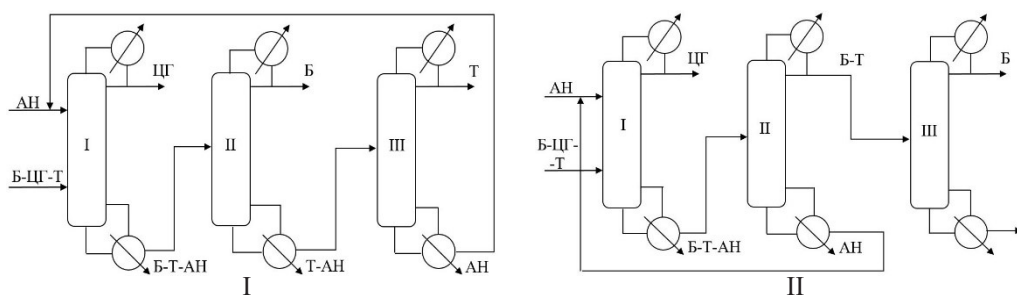 ЦГ
Б
Т
АН
I
II
III
Б-ЦГ-Т
Б-Т-АН
Т-АН
АН
I
ЦГ
Б-Т
Б
АН
I
II
III
Б-ЦГ-
-Т
Б-Т-АН
АН
II